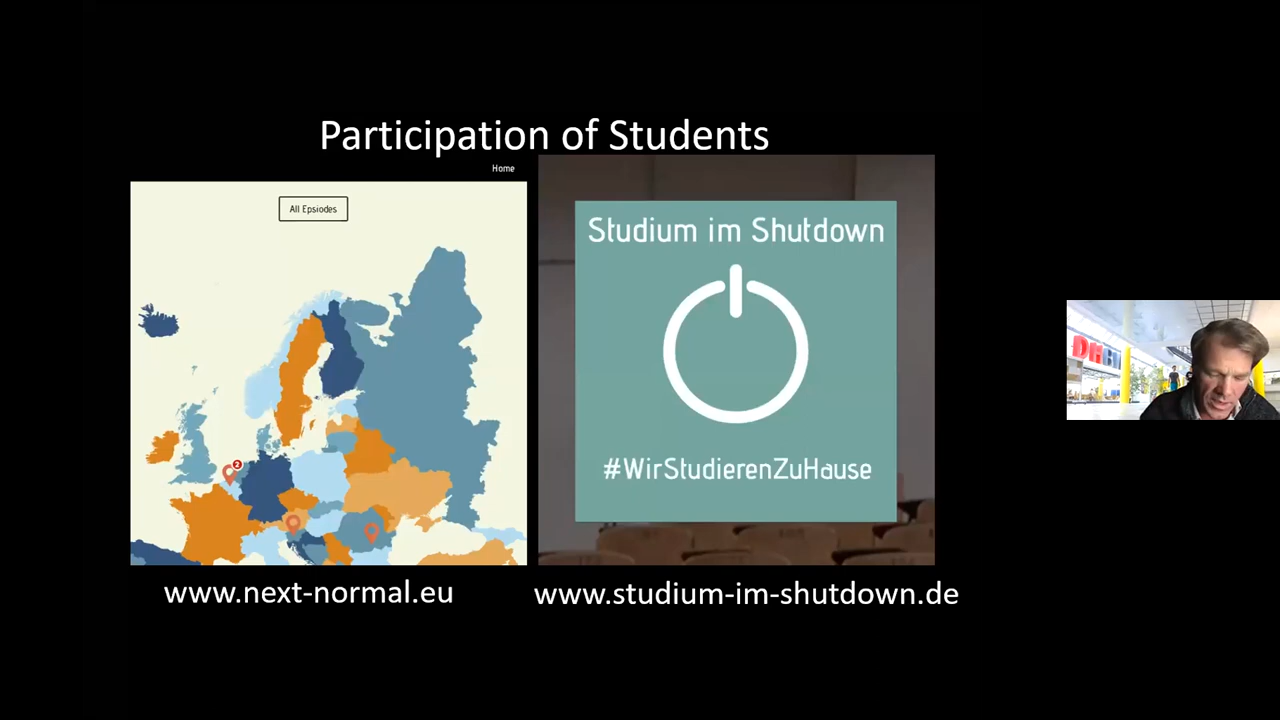 Participation of Students
Home
All Epsiodes
2
Studium im Shutdown
#WirStudierenZuHause
www.next-normal.eu
www.studium-im-shutdown.de